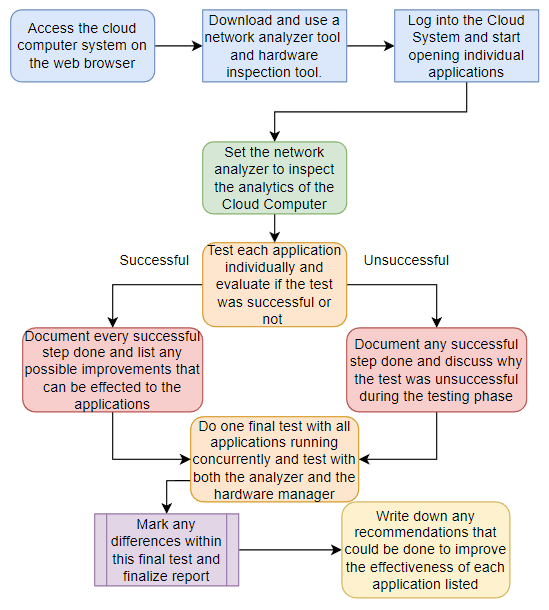 Access the cloud
computer system on
the web browser
Download and use a
network analyzer tool
and hardware
inspection tool.
Log into the Cloud
System and start
opening individual
applications
Set the network
analyzer to inspect
the analytics of the
Cloud Computer
Test each application
individually and
evaluate if the test
was successful or
not
Successful
Unsuccessful
Document every successful
step done and list any
possible improvements that
can be effected to the
applications
Document any successful
step done and discuss why
the test was unsuccessful
during the testing phase
Do one final test with all
applications running
concurrently and test with
both the analyzer and the
hardware manager
Mark any
differences within
this final test and
finalize report
Write down any
recommendations that
could be done to improve
the effectiveness of each
application listed